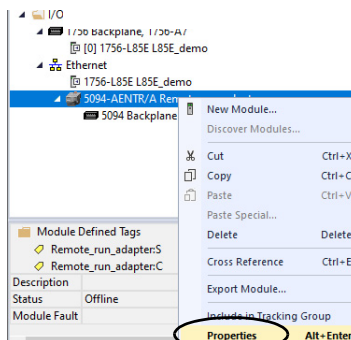 I/O
1756 Backplane, 1756-A7
[0] 1756-L85E L85E_demo
Ethernet
1756-L85E L85E_demo
5094-AENTR/A
5094 Backplane
New Module...
Discover Modules...
Cut Ctrl+X
Copy Ctrl+C
Paste Ctrl+V
Paste Special...
Delete Delete
Cross Reference Ctrl+E
Export Module...
Include in Tracking Group
Properties Alt+Enter
Module Defined Tags
Remote_run_adapter:S
Remote_run_adapter:C
Description
Status Offline
Module Fault